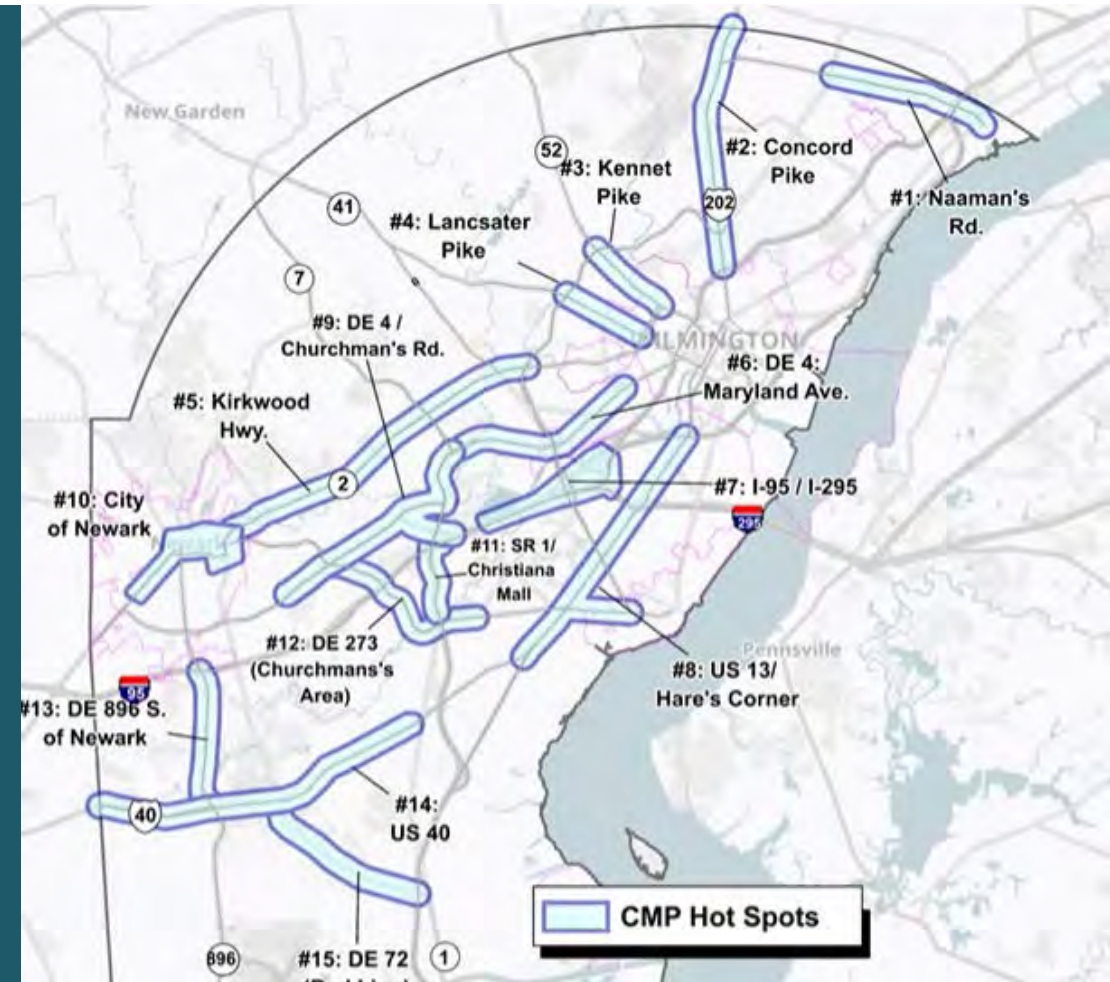 New Garden
52
#2: Concord
Pike
#3: Kennet
Pike
#1: Naaman's
Rd.
202
41
#4: Lancsater
Pike
7
#9: DE 4 /
Churchman's Rd.
WILMINGTON
#6: DE 4:
Maryland Ave.
#5: Kirkwood
Hwy.
2
#7: I-95 / I-295
295
#10: City
of Newark
Newark
#11: SR 1/
Christiana
Mall
#12: DE 273
(Churchmans's
Area)
Pennsville
#8: US 13/
Hare's Corner
95
#13: DE 896 S.
of Newark
40
#14:
US 40
CMP Hot Spots
896
#15: DE 72
1